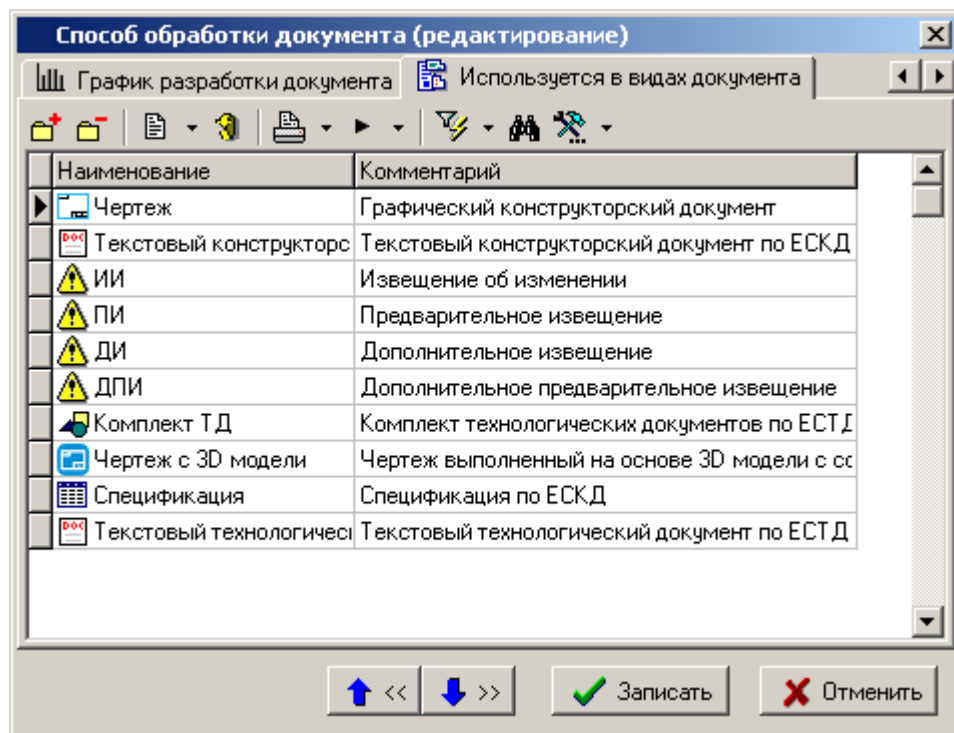 Способ обработки документа (редактирование)
График разработки документа Используется в видах документа
Наименование Комментарий
Чертеж Графический конструкторский документ
Текстовый конструкторс Текстовый конструкторский документ по ЕСКД
ИИ Извещение об изменении
ПИ Предварительное извещение
ДИ Дополнительное извещение
ДПИ Дополнительное предварительное извещение
Комплект ТД Комплект технологических документов по ЕСТД
Чертеж с 3D модели Чертеж выполненный на основе 3D модели с сс
Спецификация Спецификация по ЕСКД
Текстовый технологичес Текстовый технологический документ по ЕСТД
<< >> Записать Отменить